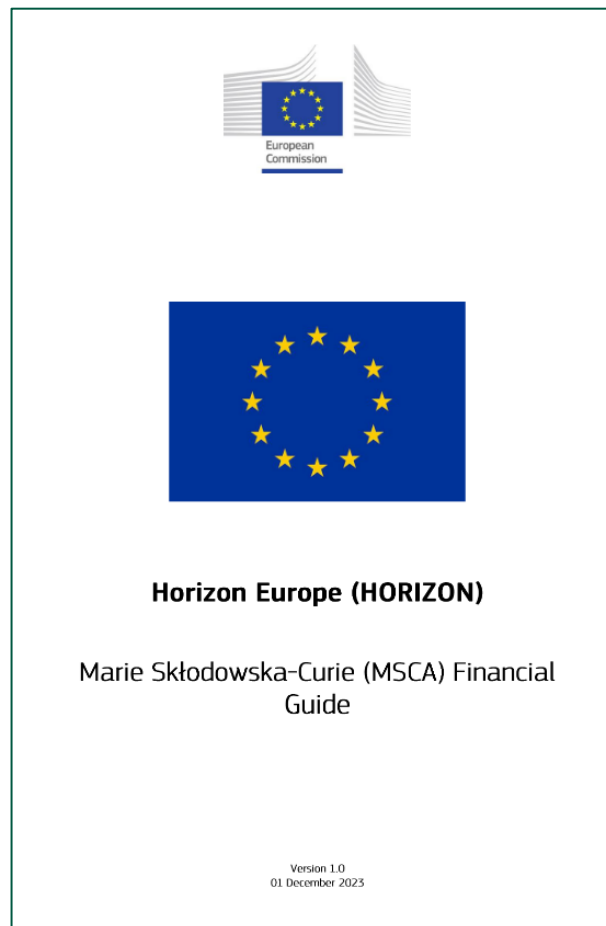 European
Commission
Horizon Europe (HORIZON)
Marie Skłodowska-Curie (MSCA) Financial
Guide
Version 1.0
01 December 2023